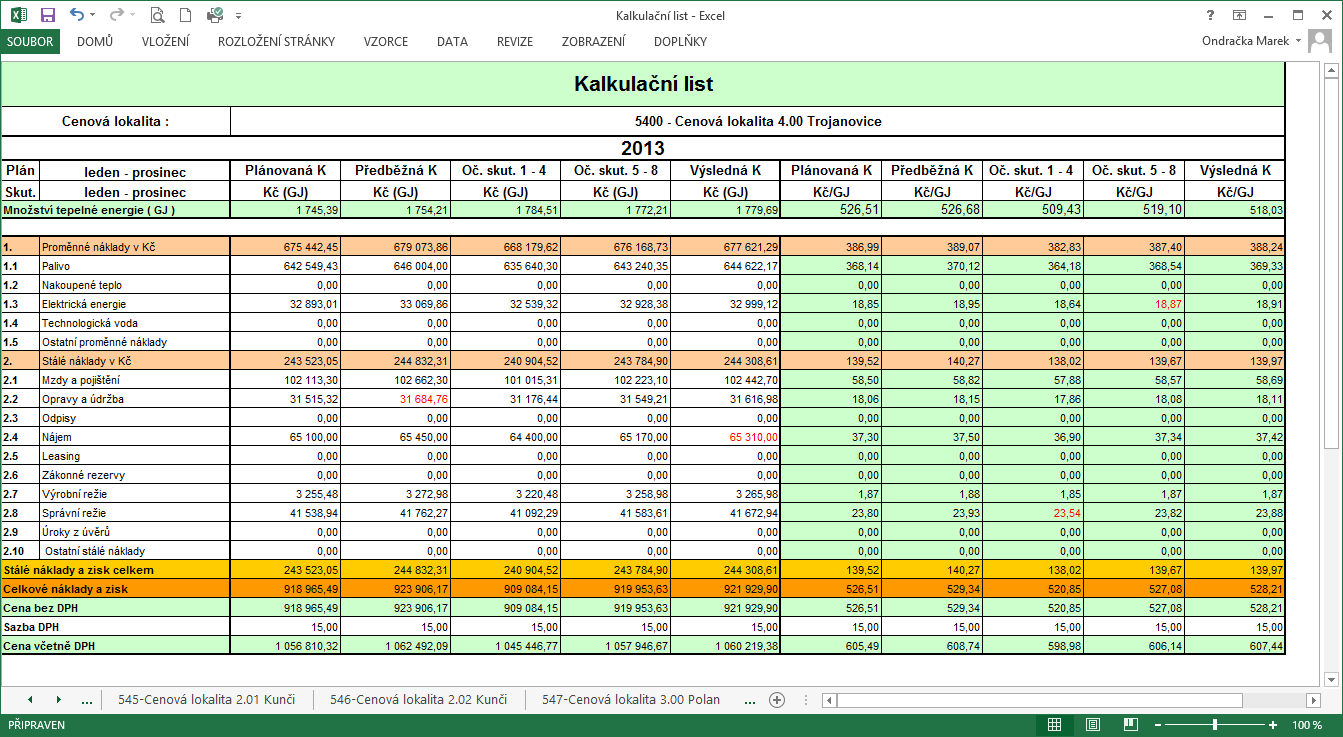 Kalkulační list - Excel
?
SOUBOR DOMŮ VLOŽENÍ ROZLOŽENÍ STRÁNKY VZORCE DATA REVIZE ZOBRAZENÍ DOPLŇKY Ondračka Marek
Kalkulační list
Cenová lokalita : 5400 - Cenová lokalita 4.00 Trojanovice
2013
Plán leden - prosinec Plánovaná K Předběžná K Oč. skut. 1 - 4 Oč. skut. 5 - 8 Výsledná K Plánovaná K Předběžná K Oč. skut. 1 - 4 Oč. skut. 5 - 8 Výsledná K
Skut. leden - prosinec Kč (GJ) Kč (GJ) Kč (GJ) Kč (GJ) Kč (GJ) Kč/GJ Kč/GJ Kč/GJ Kč/GJ Kč/GJ
Množství tepelné energie ( GJ ) 1 745,39 1 754,21 1 784,51 1 772,21 1 779,69 526,51 526,68 509,43 519,10 518,03
1. Proměnné náklady v Kč 675 442,45 679 073,86 668 179,62 676 168,73 677 621,29 386,99 389,07 382,83 387,40 388,24
1.1 Palivo 642 549,43 646 004,00 635 640,30 643 240,35 644 622,17 368,14 370,12 364,18 368,54 369,33
1.2 Nakoupené teplo 0,00 0,00 0,00 0,00 0,00 0,00 0,00 0,00 0,00 0,00
1.3 Elektrická energie 32 893,01 33 069,86 32 539,32 32 928,38 32 999,12 18,85 18,95 18,64 18,87 18,91
1.4 Technologická voda 0,00 0,00 0,00 0,00 0,00 0,00 0,00 0,00 0,00 0,00
1.5 Ostatní proměnné náklady 0,00 0,00 0,00 0,00 0,00 0,00 0,00 0,00 0,00 0,00
2. Stálé náklady v Kč 243 523,05 244 832,31 240 904,52 243 784,90 244 308,61 139,52 140,27 138,02 139,67 139,97
2.1 Mzdy a pojištění 102 113,30 102 662,30 101 015,31 102 223,10 102 442,70 58,50 58,82 57,88 58,57 58,69
2.2 Opravy a údržba 31 515,32 31 684,76 31 176,44 31 549,21 31 616,98 18,06 18,15 17,86 18,08 18,11
2.3 Odpisy 0,00 0,00 0,00 0,00 0,00 0,00 0,00 0,00 0,00 0,00
2.4 Nájem 65 100,00 65 450,00 64 400,00 65 170,00 65 310,00 37,30 37,50 36,90 37,34 37,42
2.5 Leasing 0,00 0,00 0,00 0,00 0,00 0,00 0,00 0,00 0,00 0,00
2.6 Zákonné rezervy 0,00 0,00 0,00 0,00 0,00 0,00 0,00 0,00 0,00 0,00
2.7 Výrobní režie 3 255,48 3 272,98 3 220,48 3 258,98 3 265,98 1,87 1,88 1,85 1,87 1,87
2.8 Správní režie 41 538,94 41 762,27 41 092,29 41 583,61 41 672,94 23,80 23,93 23,54 23,82 23,88
2.9 Úroky z úvěrů 0,00 0,00 0,00 0,00 0,00 0,00 0,00 0,00 0,00 0,00
2.10 Ostatní stálé náklady 0,00 0,00 0,00 0,00 0,00 0,00 0,00 0,00 0,00 0,00
Stálé náklady a zisk celkem 243 523,05 244 832,31 240 904,52 243 784,90 244 308,61 139,52 140,27 138,02 139,67 139,97
Celkové náklady a zisk 918 965,49 923 906,17 909 084,15 919 953,63 921 929,90 526,51 529,34 520,85 527,08 528,21
Cena bez DPH 918 965,49 923 906,17 909 084,15 919 953,63 921 929,90 526,51 529,34 520,85 527,08 528,21
Sazba DPH 15,00 15,00 15,00 15,00 15,00 15,00 15,00 15,00 15,00 15,00
Cena včetně DPH 1 056 810,32 1 062 492,09 1 045 446,77 1 057 946,67 1 060 219,38 605,49 608,74 598,98 606,14 607,44
... 545-Cenová lokalita 2.01 Kunči 546-Cenová lokalita 2.02 Kunči 547-Cenová lokalita 3.00 Polan ...
PŘIPRAVEN 100 %